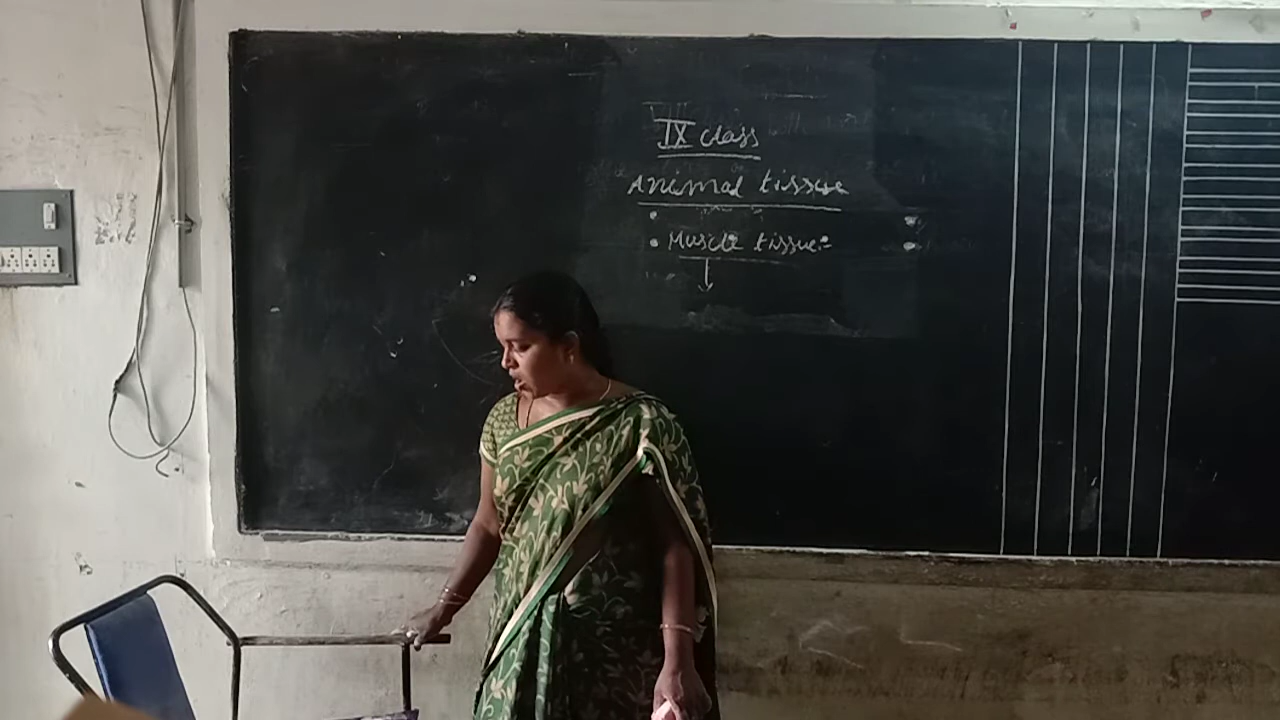 IX class
Animal tissue
• Muscle tissue:-